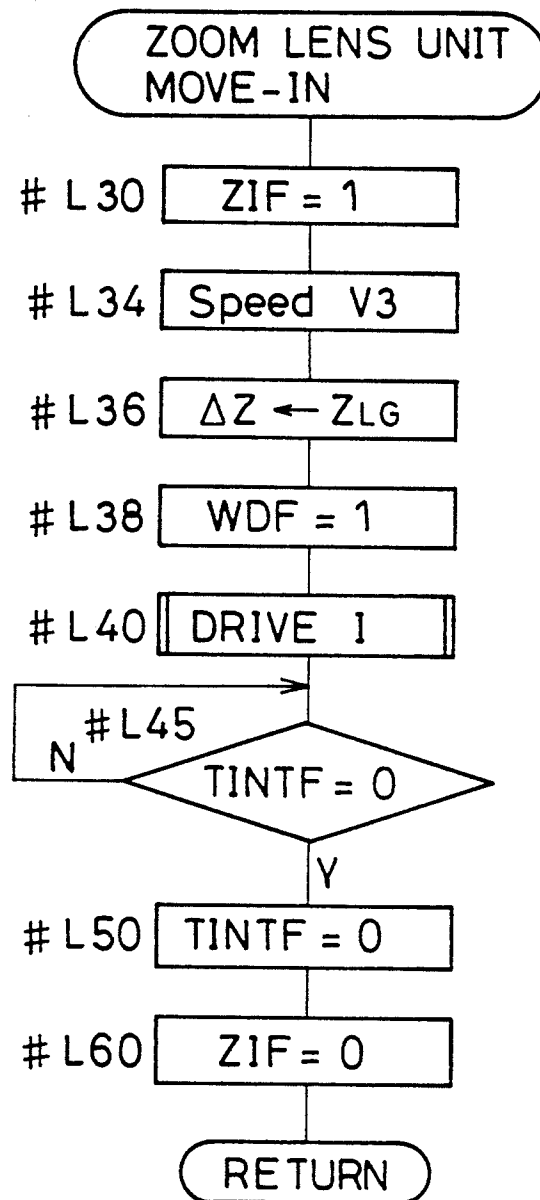 ZOOM LENS UNIT
MOVE-IN
# L30 ZIF = 1
# L34 Speed V3
# L36 ΔZ ← ZLG
# L38 WDF = 1
# L40 DRIVE I
# L45
N
TINTF = 0
Y
# L50 TINTF = 0
# L60 ZIF = 0
RETURN